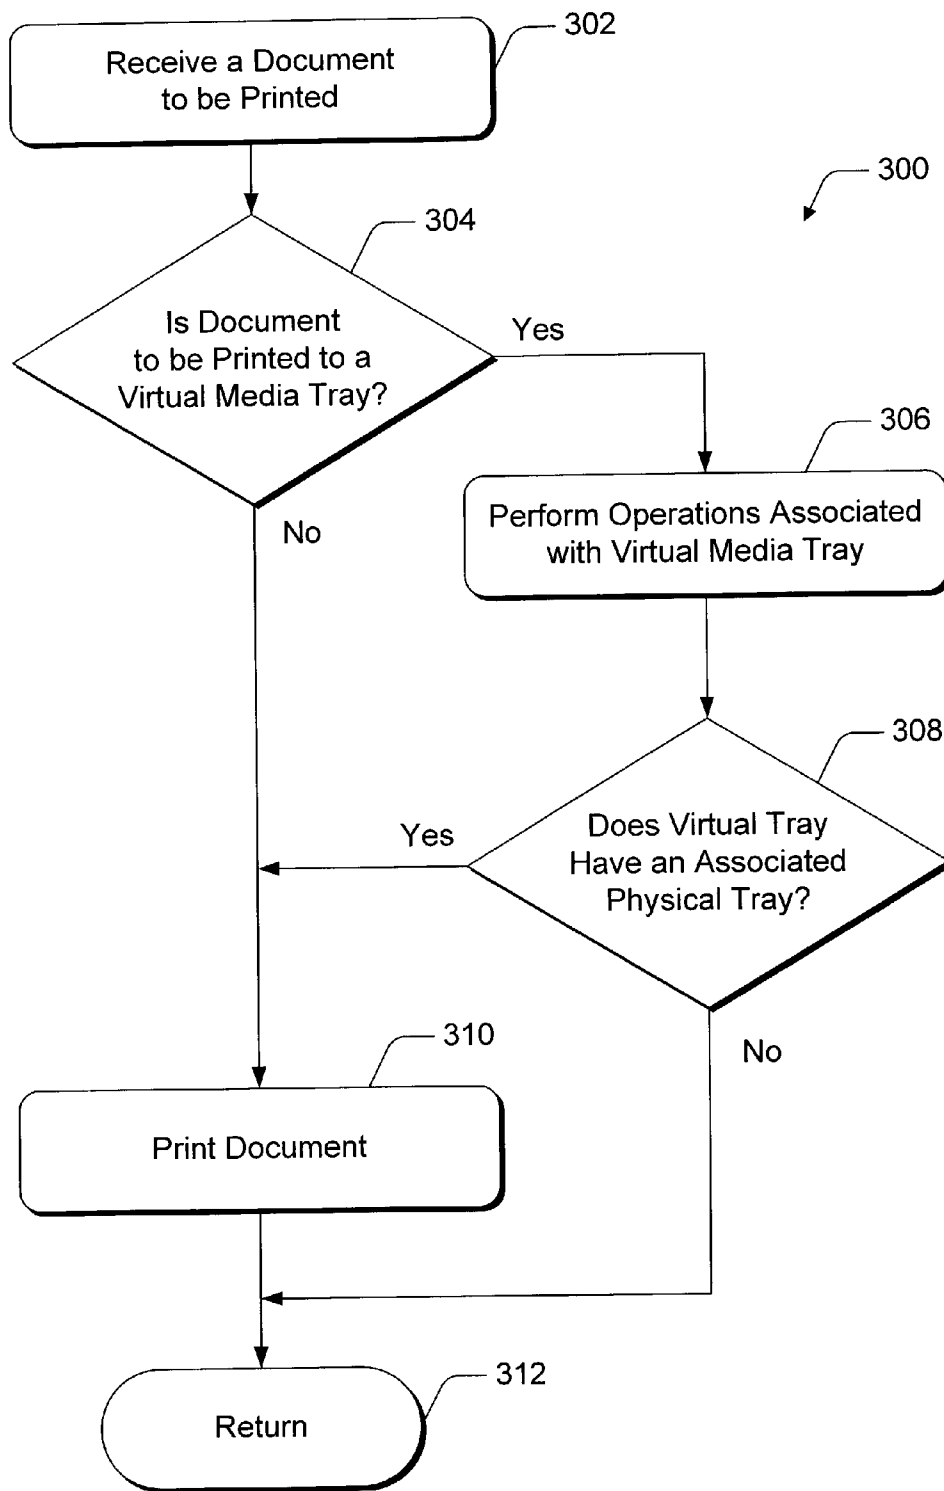 302
Receive a Document
to be Printed
300
304
Is Document
to be Printed to a
Virtual Media Tray?
Yes
No
306
Perform Operations Associated
with Virtual Media Tray
308
Does Virtual Tray
Have an Associated
Physical Tray?
Yes
No
310
Print Document
312
Return